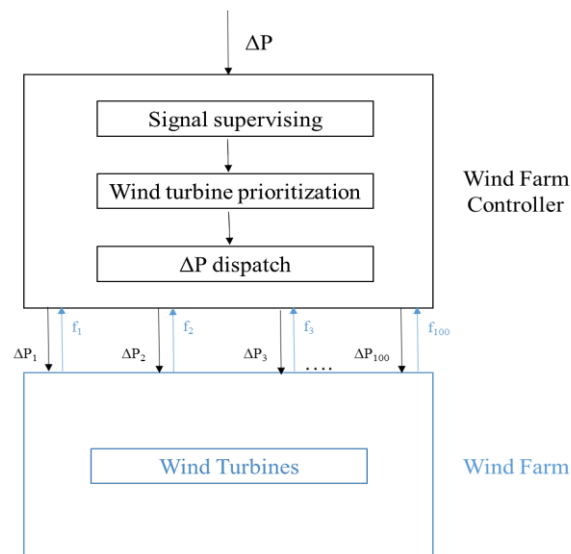 ΔP
Signal supervising
Wind turbine prioritization
Wind Farm
Controller
ΔP dispatch
f₁ f₂ f₃ f₁₀₀
ΔP₁ ΔP₂ ΔP₃ .... ΔP₁₀₀
Wind Turbines Wind Farm